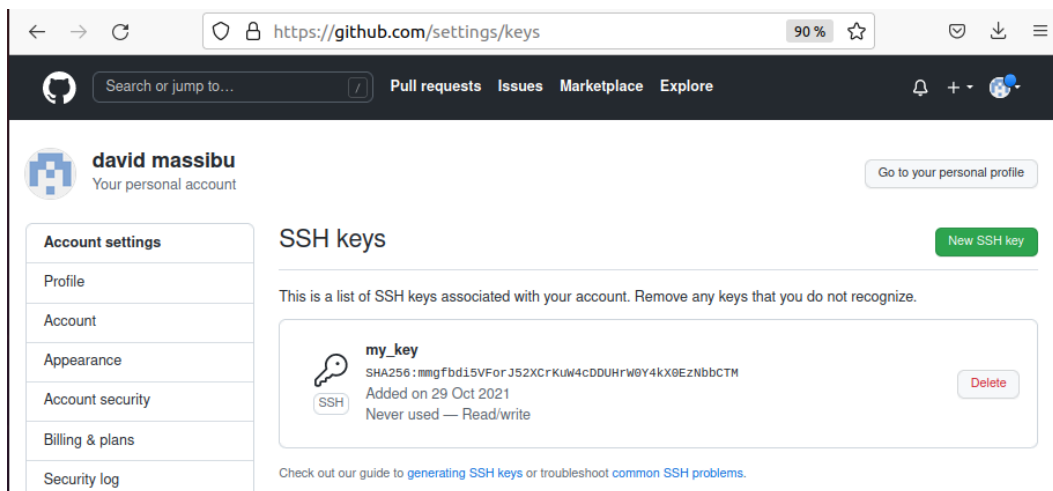 https://github.com/settings/keys
90 %
Search or jump to…
/
Pull requests Issues Marketplace Explore
david massibu
Your personal account
Go to your personal profile
Account settings
Profile
Account
Appearance
Account security
Billing & plans
Security log
SSH keys
New SSH key
This is a list of SSH keys associated with your account. Remove any keys that you do not recognize.
my_key
SHA256:mmgfbdi5VForJ52XCrKuW4cDDUHrW0Y4kX0EzNbbCTM
SSH
Added on 29 Oct 2021
Never used — Read/write
Delete
Check out our guide to generating SSH keys or troubleshoot common SSH problems.